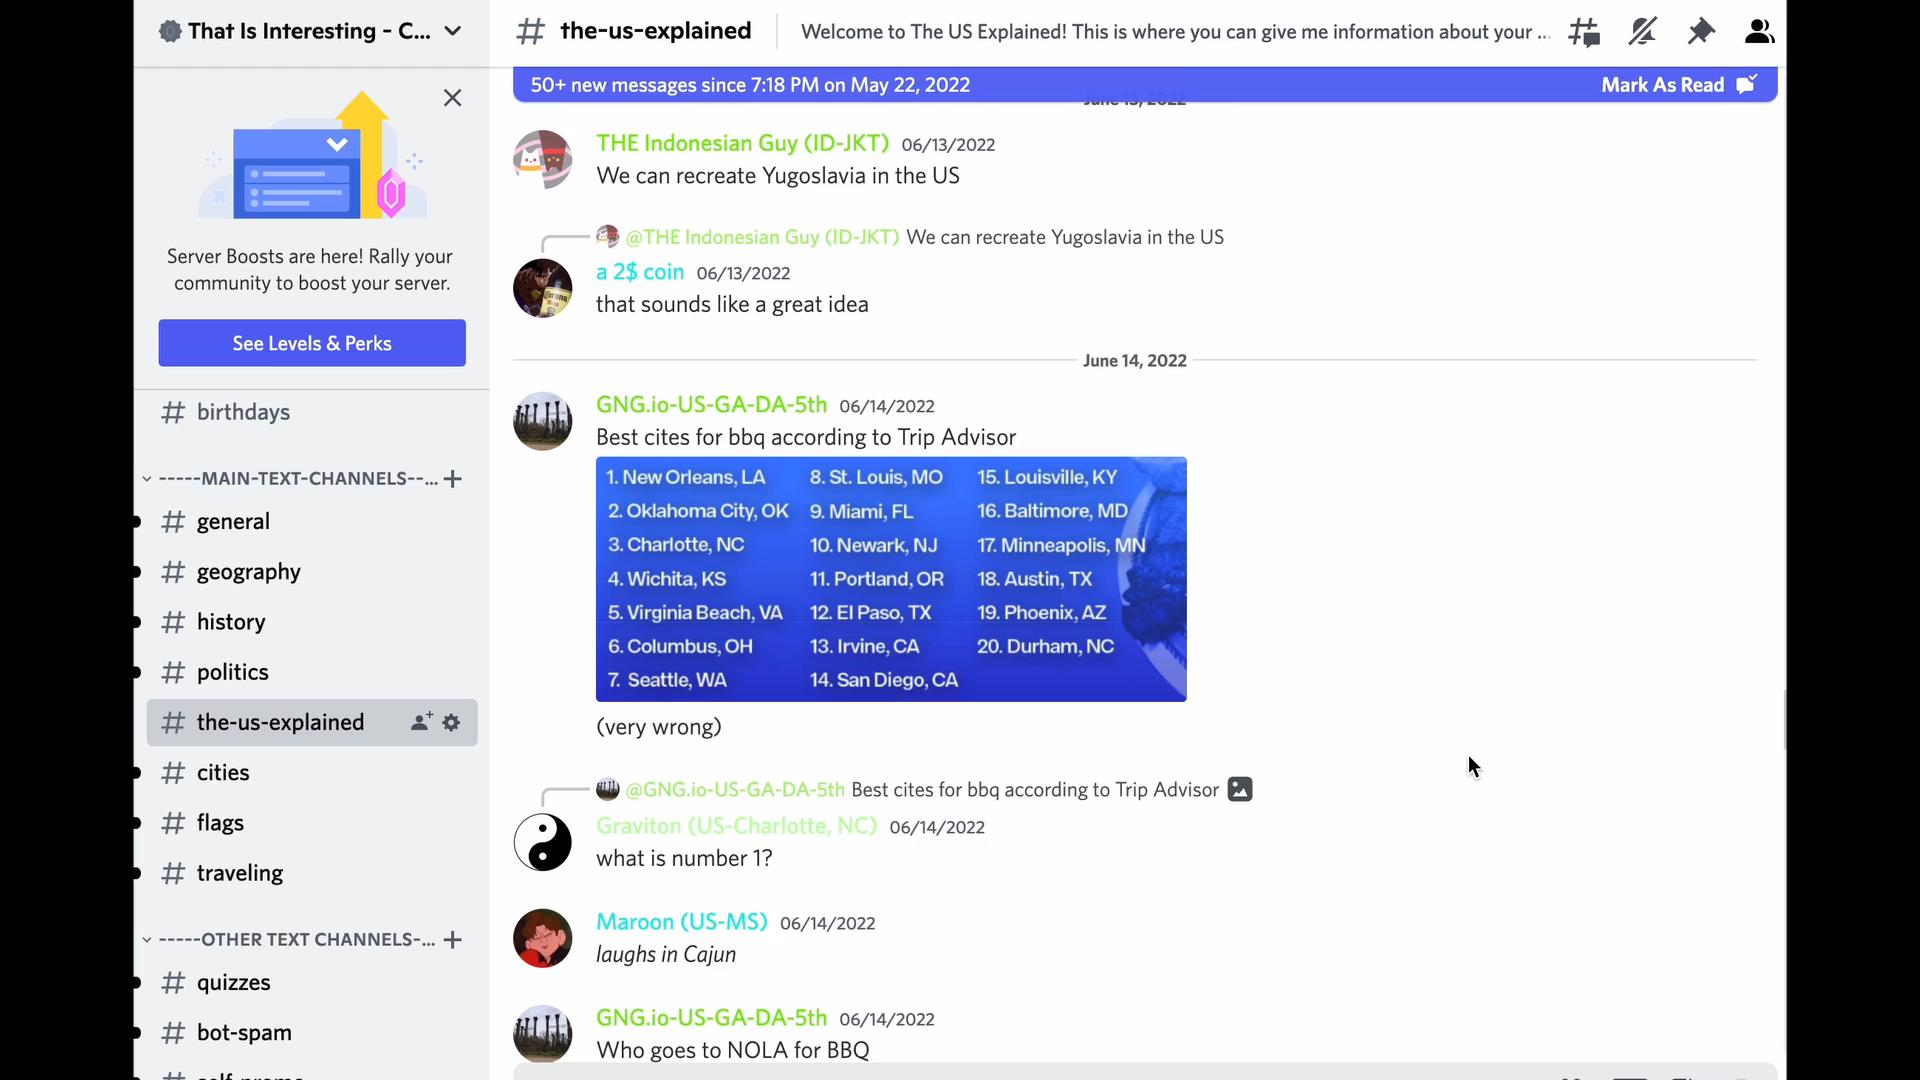 That Is Interesting - C...
Server Boosts are here! Rally your
community to boost your server.
See Levels & Perks
# birthdays
-----MAIN-TEXT-CHANNELS--... +
# general
# geography
# history
# politics
# the-us-explained
# cities
# flags
# traveling
-----OTHER TEXT CHANNELS-... +
# quizzes
# bot-spam
# self-promo
# the-us-explained
Welcome to The US Explained! This is where you can give me information about your ...
50+ new messages since 7:18 PM on May 22, 2022
Mark As Read
June 13, 2022
THE Indonesian Guy (ID-JKT) 06/13/2022
We can recreate Yugoslavia in the US
@THE Indonesian Guy (ID-JKT) We can recreate Yugoslavia in the US
a 2$ coin 06/13/2022
that sounds like a great idea
June 14, 2022
GNG.io-US-GA-DA-5th 06/14/2022
Best cites for bbq according to Trip Advisor
1. New Orleans, LA
2. Oklahoma City, OK
3. Charlotte, NC
4. Wichita, KS
5. Virginia Beach, VA
6. Columbus, OH
7. Seattle, WA
8. St. Louis, MO
9. Miami, FL
10. Newark, NJ
11. Portland, OR
12. El Paso, TX
13. Irvine, CA
14. San Diego, CA
15. Louisville, KY
16. Baltimore, MD
17. Minneapolis, MN
18. Austin, TX
19. Phoenix, AZ
20. Durham, NC
(very wrong)
@GNG.io-US-GA-DA-5th Best cites for bbq according to Trip Advisor
Graviton (US-Charlotte, NC) 06/14/2022
what is number 1?
Maroon (US-MS) 06/14/2022
laughs in Cajun
GNG.io-US-GA-DA-5th 06/14/2022
Who goes to NOLA for BBQ